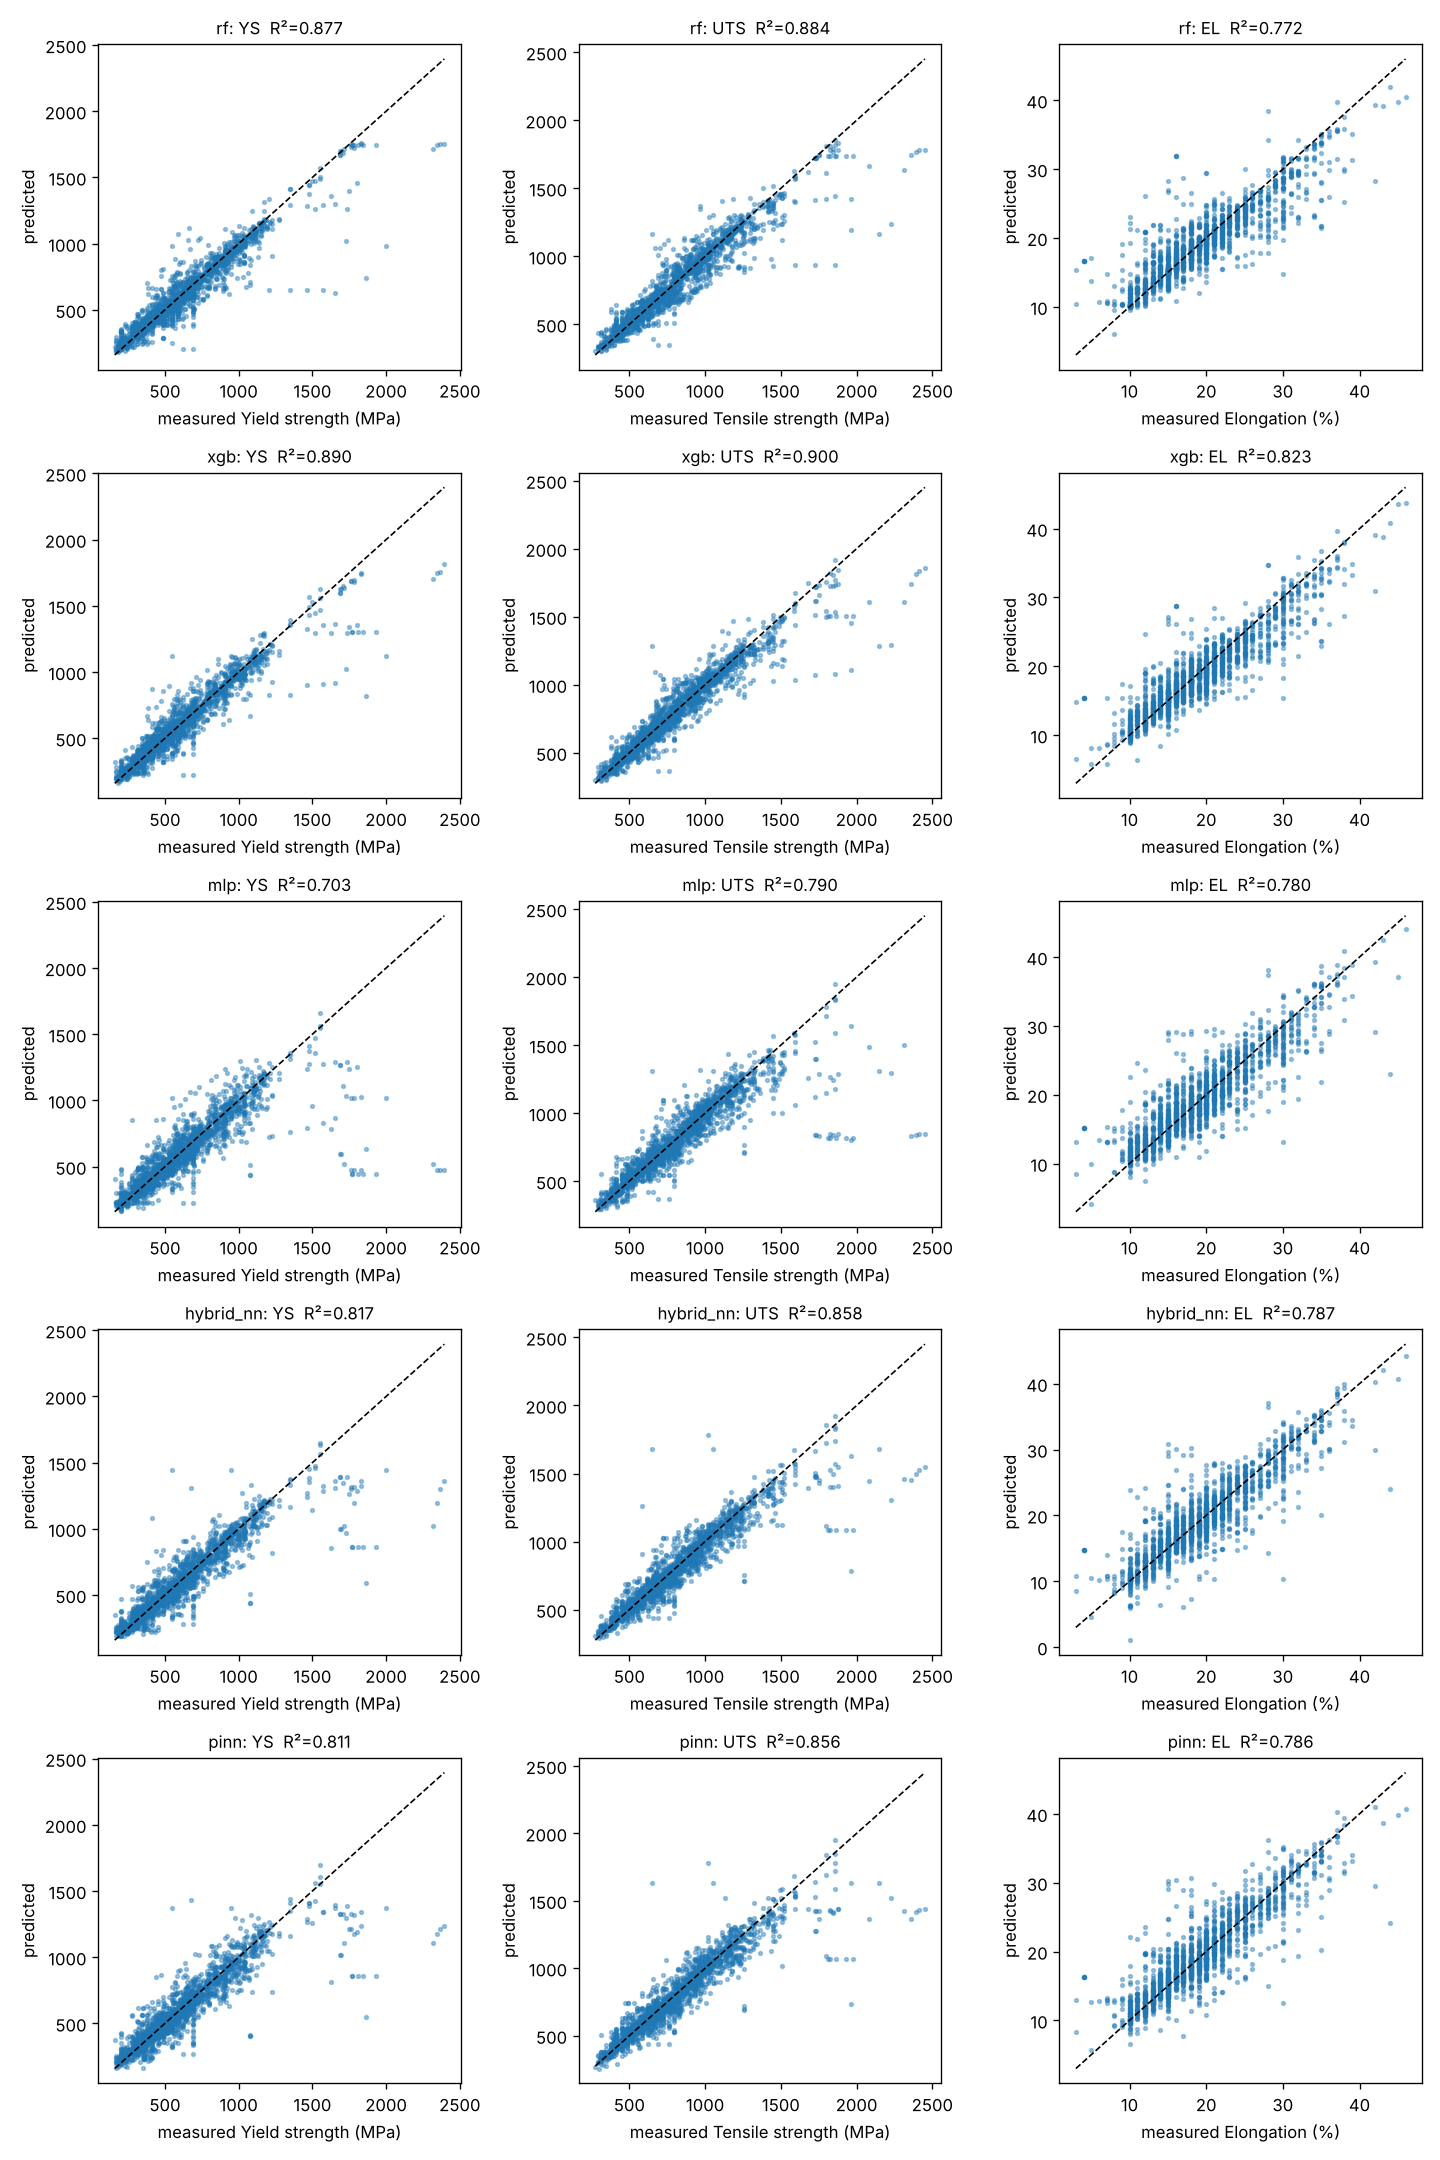 rf: YS  R²=0.877
rf: UTS  R²=0.884
rf: EL  R²=0.772
2500
2000
1500
1000
500
predicted
500 1000 1500 2000 2500
measured Yield strength (MPa)
2500
2000
1500
1000
500
predicted
500 1000 1500 2000 2500
measured Tensile strength (MPa)
40
30
20
10
predicted
10 20 30 40
measured Elongation (%)
xgb: YS  R²=0.890
xgb: UTS  R²=0.900
xgb: EL  R²=0.823
2500
2000
1500
1000
500
predicted
500 1000 1500 2000 2500
measured Yield strength (MPa)
2500
2000
1500
1000
500
predicted
500 1000 1500 2000 2500
measured Tensile strength (MPa)
40
30
20
10
predicted
10 20 30 40
measured Elongation (%)
mlp: YS  R²=0.703
mlp: UTS  R²=0.790
mlp: EL  R²=0.780
2500
2000
1500
1000
500
predicted
500 1000 1500 2000 2500
measured Yield strength (MPa)
2500
2000
1500
1000
500
predicted
500 1000 1500 2000 2500
measured Tensile strength (MPa)
40
30
20
10
predicted
10 20 30 40
measured Elongation (%)
hybrid_nn: YS  R²=0.817
hybrid_nn: UTS  R²=0.858
hybrid_nn: EL  R²=0.787
2500
2000
1500
1000
500
predicted
500 1000 1500 2000 2500
measured Yield strength (MPa)
2500
2000
1500
1000
500
predicted
500 1000 1500 2000 2500
measured Tensile strength (MPa)
40
30
20
10
0
predicted
10 20 30 40
measured Elongation (%)
pinn: YS  R²=0.811
pinn: UTS  R²=0.856
pinn: EL  R²=0.786
2500
2000
1500
1000
500
predicted
500 1000 1500 2000 2500
measured Yield strength (MPa)
2500
2000
1500
1000
500
predicted
500 1000 1500 2000 2500
measured Tensile strength (MPa)
40
30
20
10
predicted
10 20 30 40
measured Elongation (%)